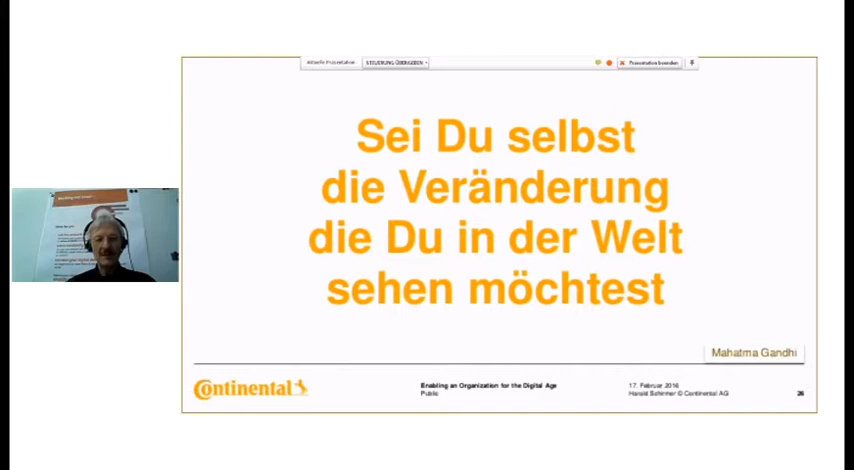 Aktuelle Präsentation
STEUERUNG ÜBERGEBEN
Präsentation beenden
Sei Du selbst
die Veränderung
die Du in der Welt
sehen möchtest
Mahatma Gandhi
Continental
Enabling an Organization for the Digital Age
Public
17. Februar 2016
Harald Schirmer © Continental AG
26